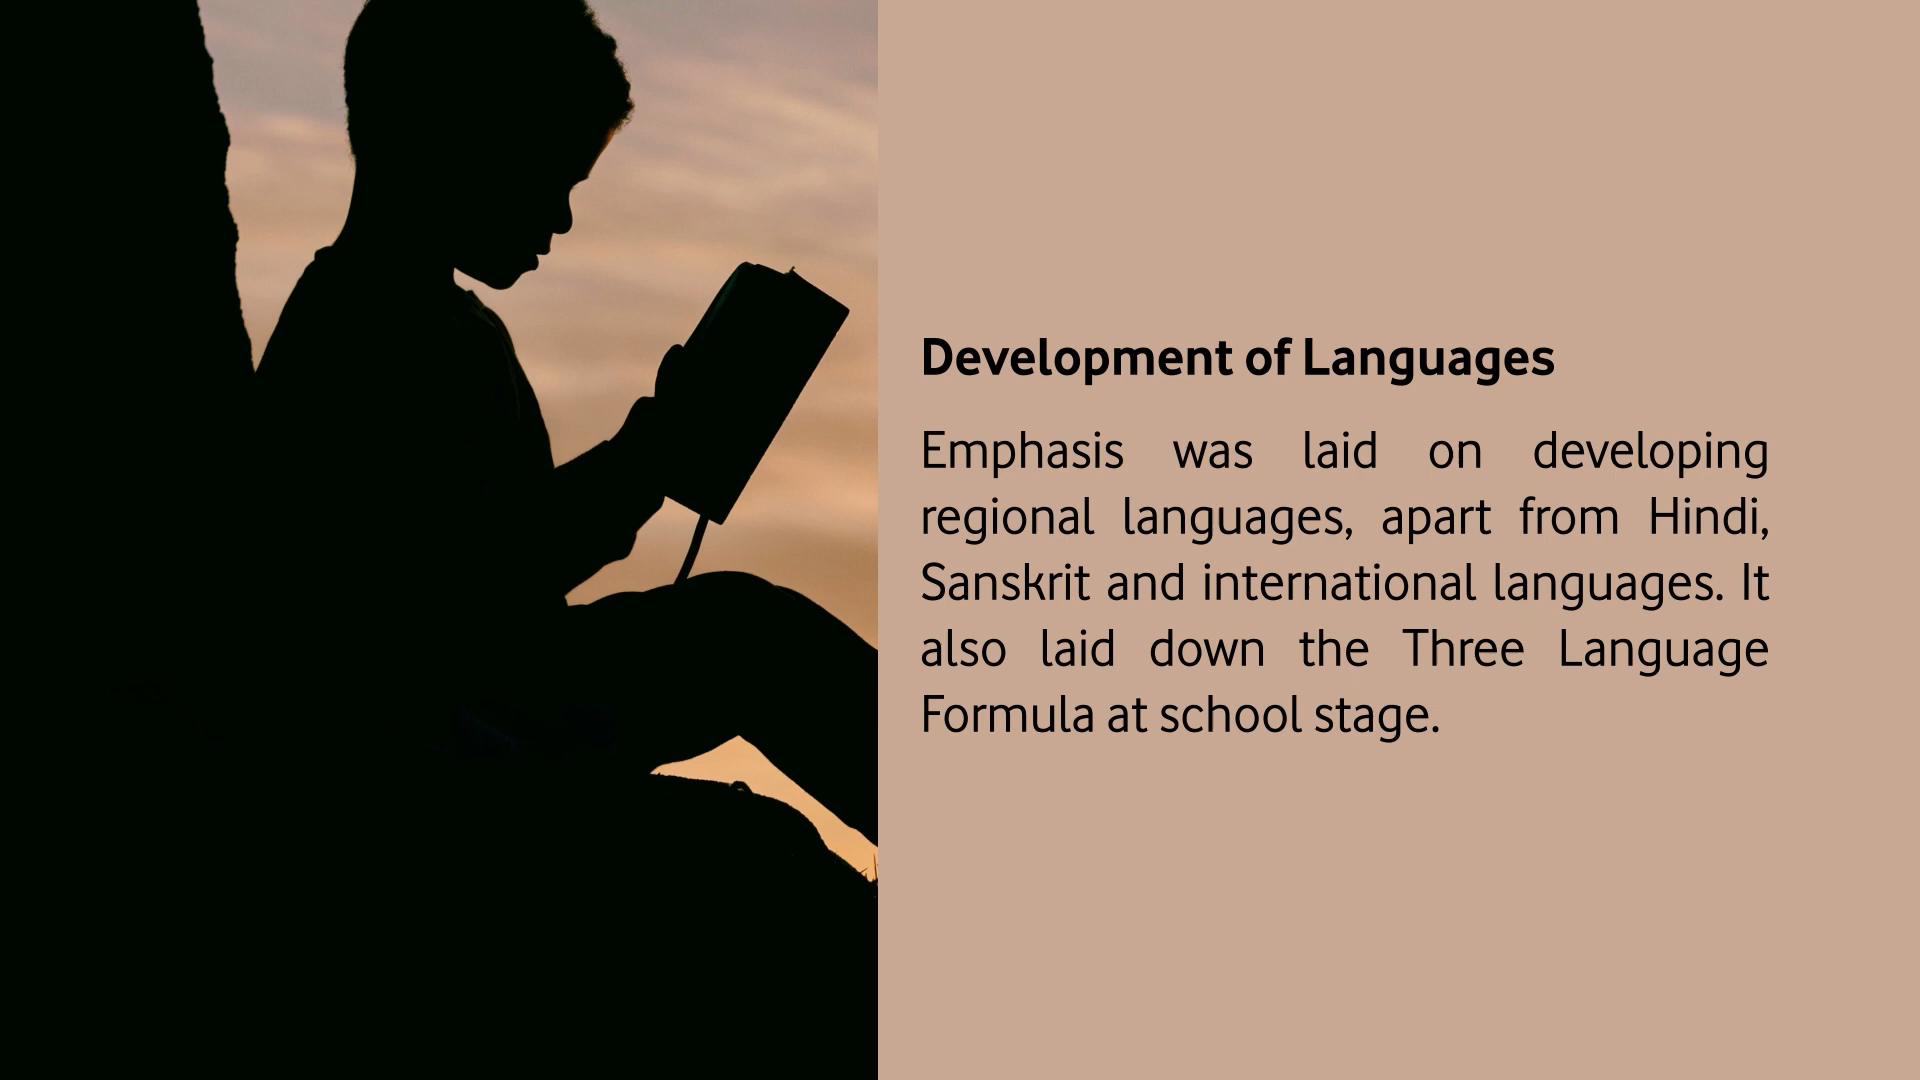 Development of Languages
Emphasis was laid on developing
regional languages, apart from Hindi,
Sanskrit and international languages. It
also laid down the Three Language
Formula at school stage.